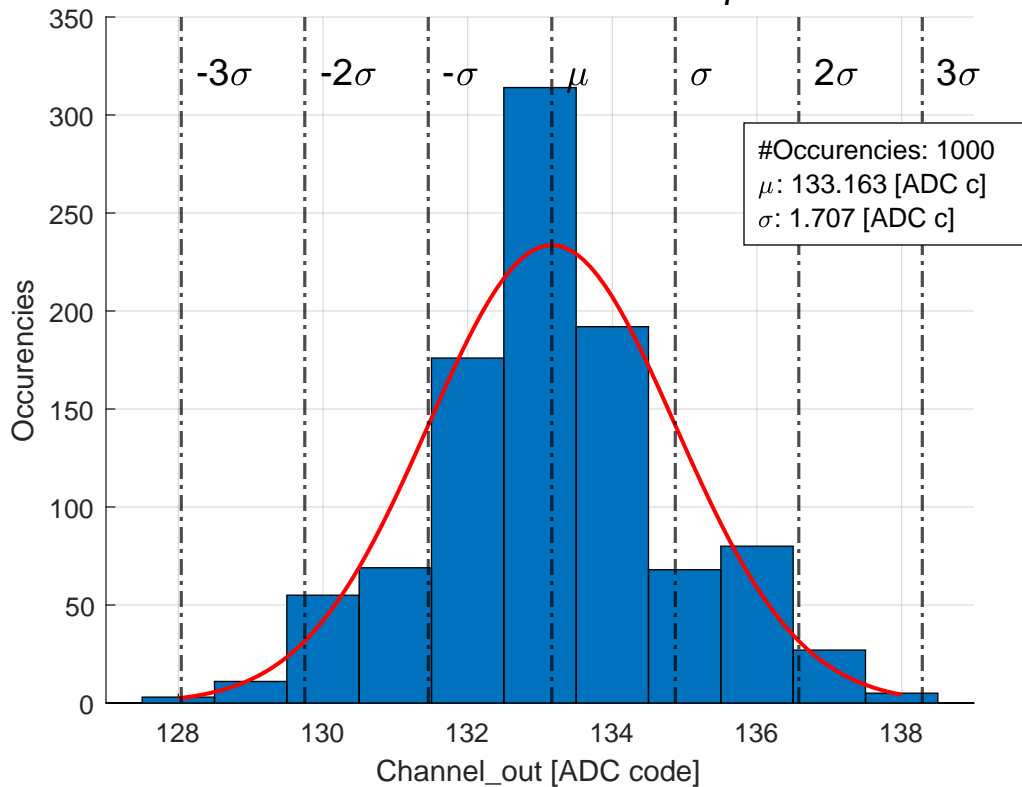 350
300
250
200
150
100
50
0
Occurencies
-3σ
-2σ
-σ
μ
σ
2σ
3σ
#Occurencies: 1000
μ: 133.163 [ADC c]
σ: 1.707 [ADC c]
128
130
132
134
136
138
Channel_out [ADC code]